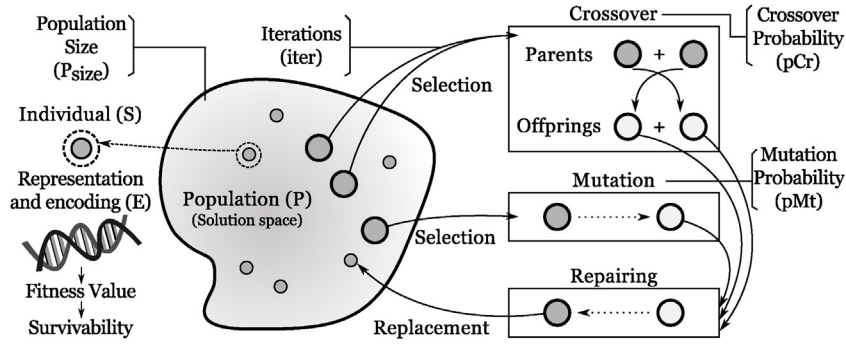 Population
Size
(Psize)
Individual (S)
Representation
and encoding (E)
Fitness Value
Survivability
Iterations
(iter)
Selection
Population (P)
(Solution space)
Selection
Replacement
Crossover
Parents
+
Offprings
+
Crossover
Probability
(pCr)
Mutation
Mutation
Probability
(pMt)
Repairing